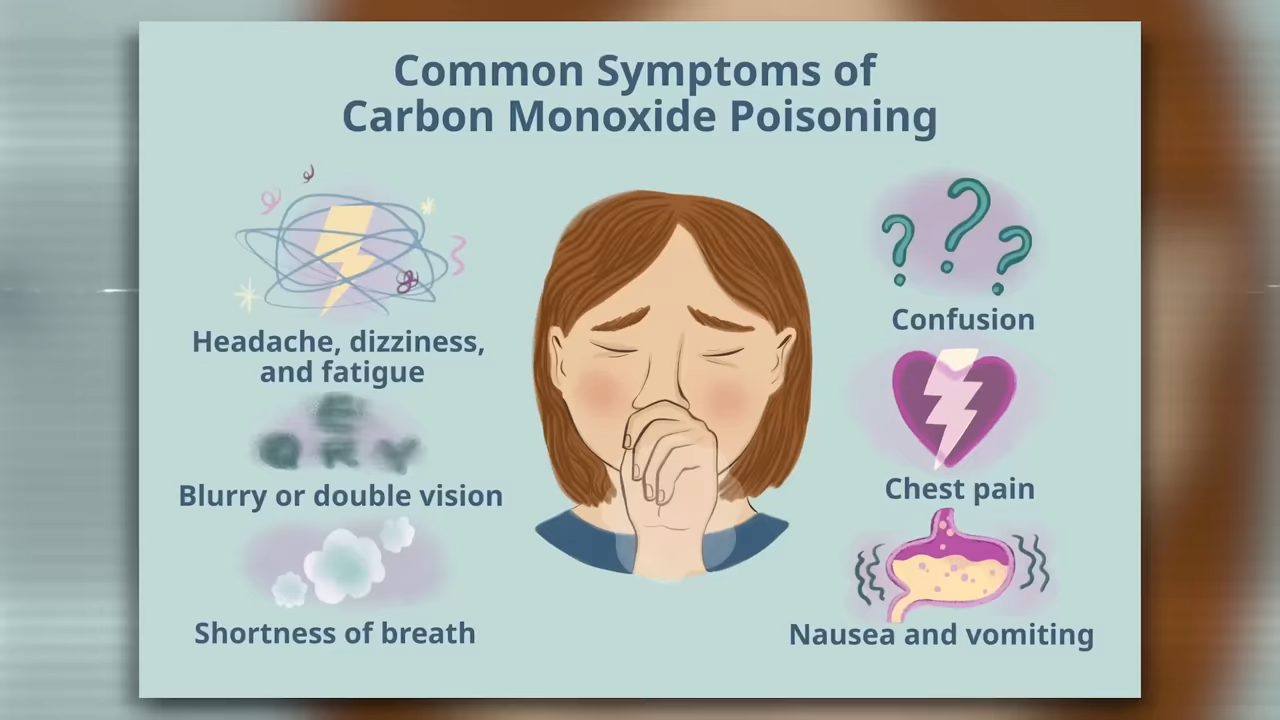 Common Symptoms of
Carbon Monoxide Poisoning
Headache, dizziness,
and fatigue
E
Q R Y
Blurry or double vision
Shortness of breath
Confusion
Chest pain
Nausea and vomiting